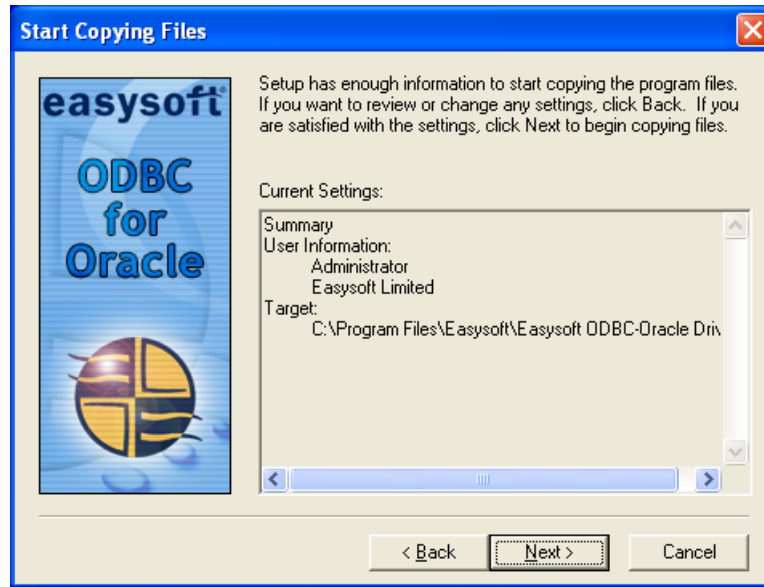 Start Copying Files
easysoft
ODBC
for
Oracle
Setup has enough information to start copying the program files.
If you want to review or change any settings, click Back. If you
are satisfied with the settings, click Next to begin copying files.
Current Settings:
Summary
User Information:
Administrator
Easysoft Limited
Target:
C:\Program Files\Easysoft\Easysoft ODBC-Oracle Driv
< Back
Next >
Cancel